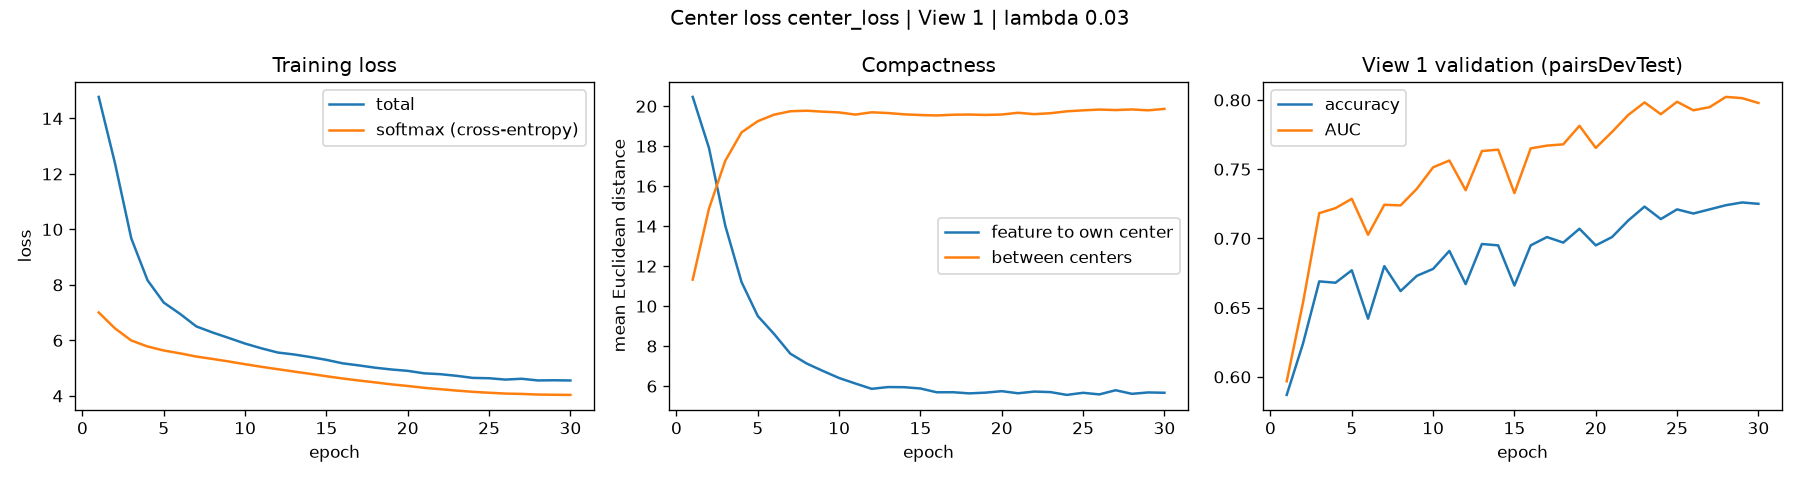 Center loss center_loss | View 1 | lambda 0.03
Training loss
total
softmax (cross-entropy)
loss
14
12
10
8
6
4
0 5 10 15 20 25 30
epoch
Compactness
feature to own center
between centers
mean Euclidean distance
20
18
16
14
12
10
8
6
0 5 10 15 20 25 30
epoch
View 1 validation (pairsDevTest)
accuracy
AUC
0.80
0.75
0.70
0.65
0.60
0 5 10 15 20 25 30
epoch